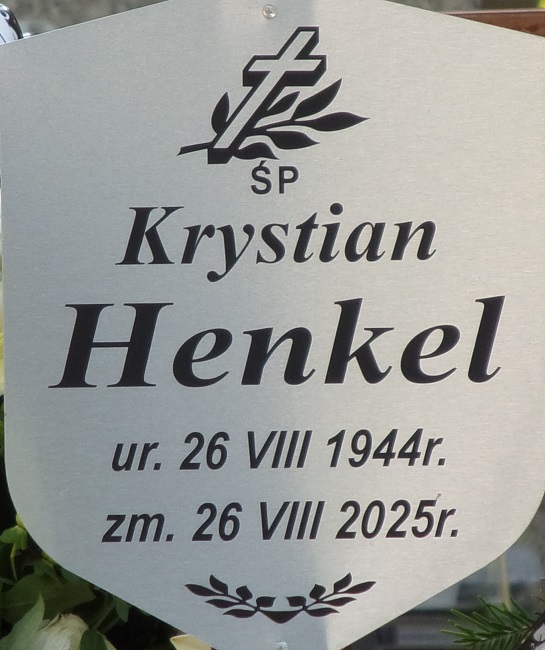 ŚP
Krystian
Henkel
ur. 26 VIII 1944r.
zm. 26 VIII 2025r.